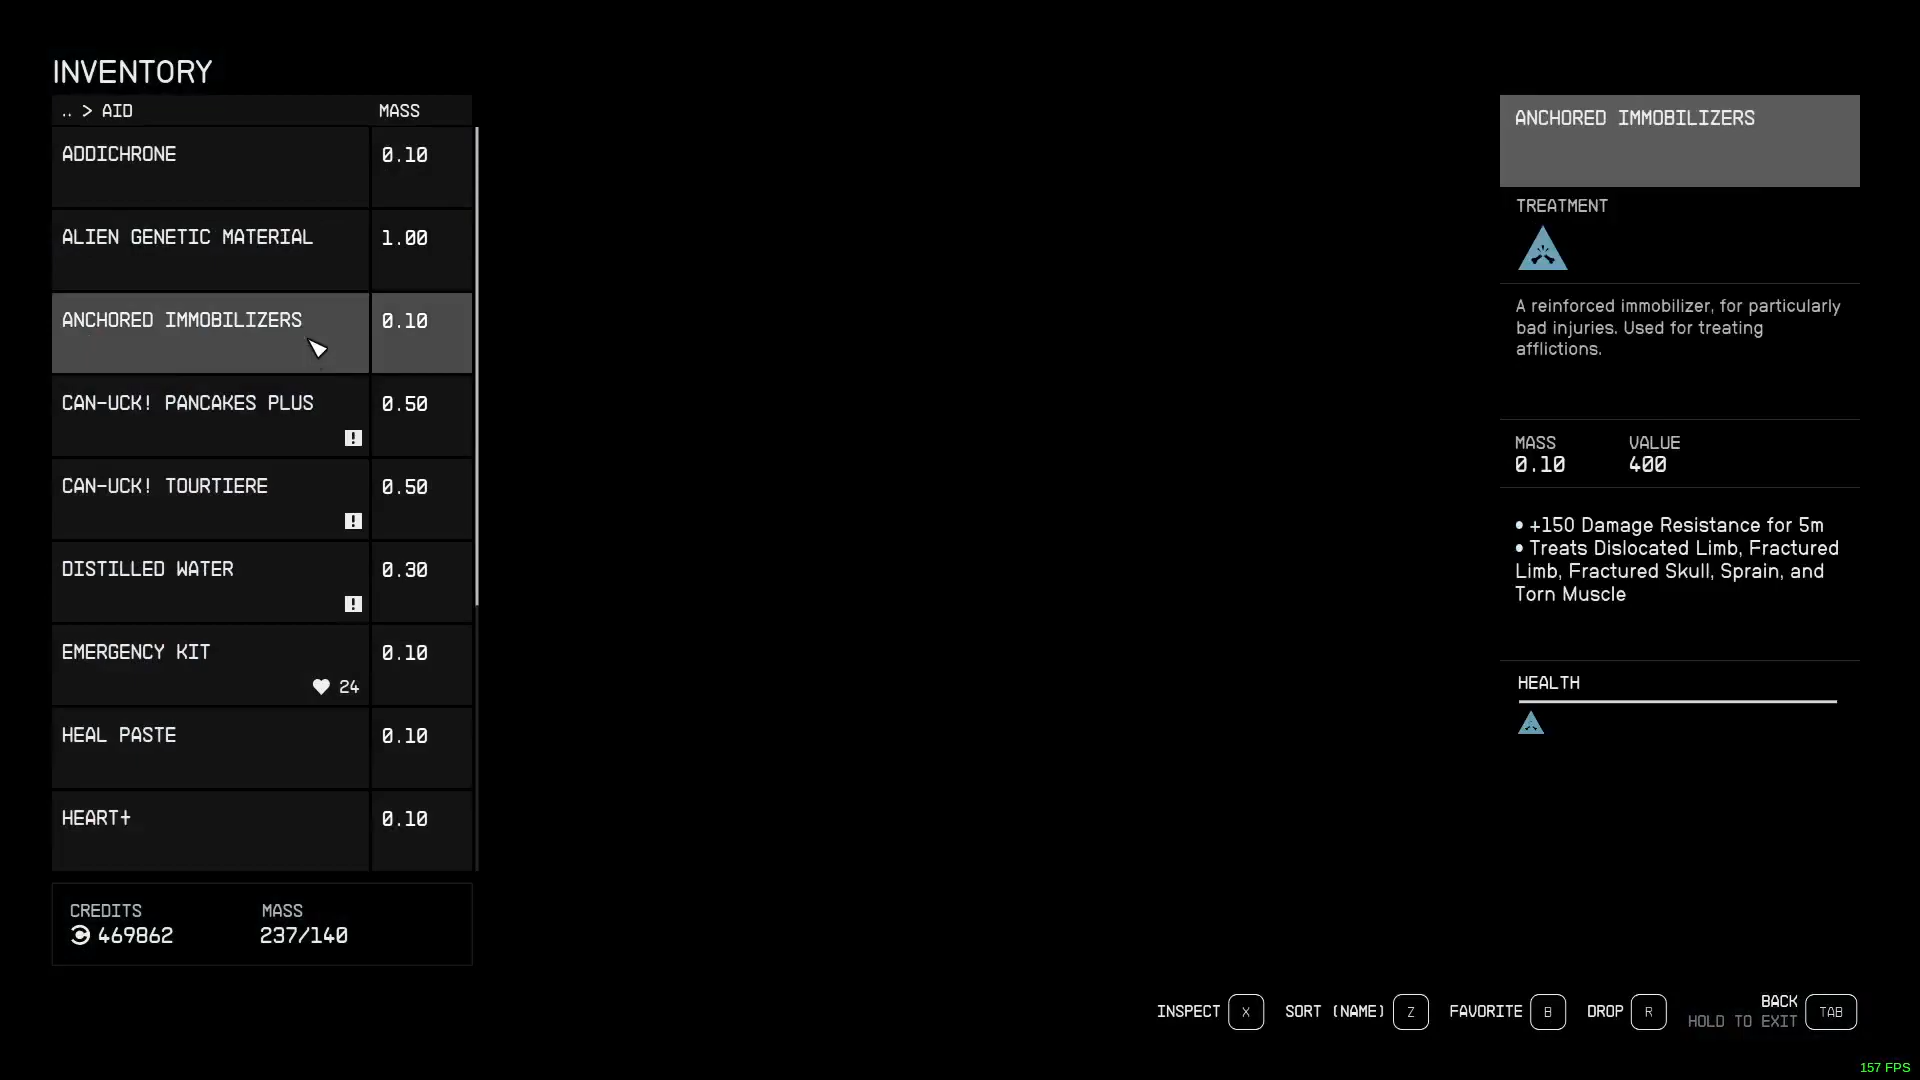 INVENTORY
.. > AID MASS
ADDICHRONE 0.10
ALIEN GENETIC MATERIAL 1.00
ANCHORED IMMOBILIZERS 0.10
CAN-UCK! PANCAKES PLUS 0.50
!
CAN-UCK! TOURTIERE 0.50
!
DISTILLED WATER 0.30
!
EMERGENCY KIT 0.10
24
HEAL PASTE 0.10
HEART+ 0.10
CREDITS MASS
469862 237/140
ANCHORED IMMOBILIZERS
TREATMENT
A reinforced immobilizer, for particularly
bad injuries. Used for treating
afflictions.
MASS VALUE
0.10 400
• +150 Damage Resistance for 5m
• Treats Dislocated Limb, Fractured
Limb, Fractured Skull, Sprain, and
Torn Muscle
HEALTH
INSPECT X SORT (NAME) Z FAVORITE B DROP R BACK TAB
HOLD TO EXIT
157 FPS